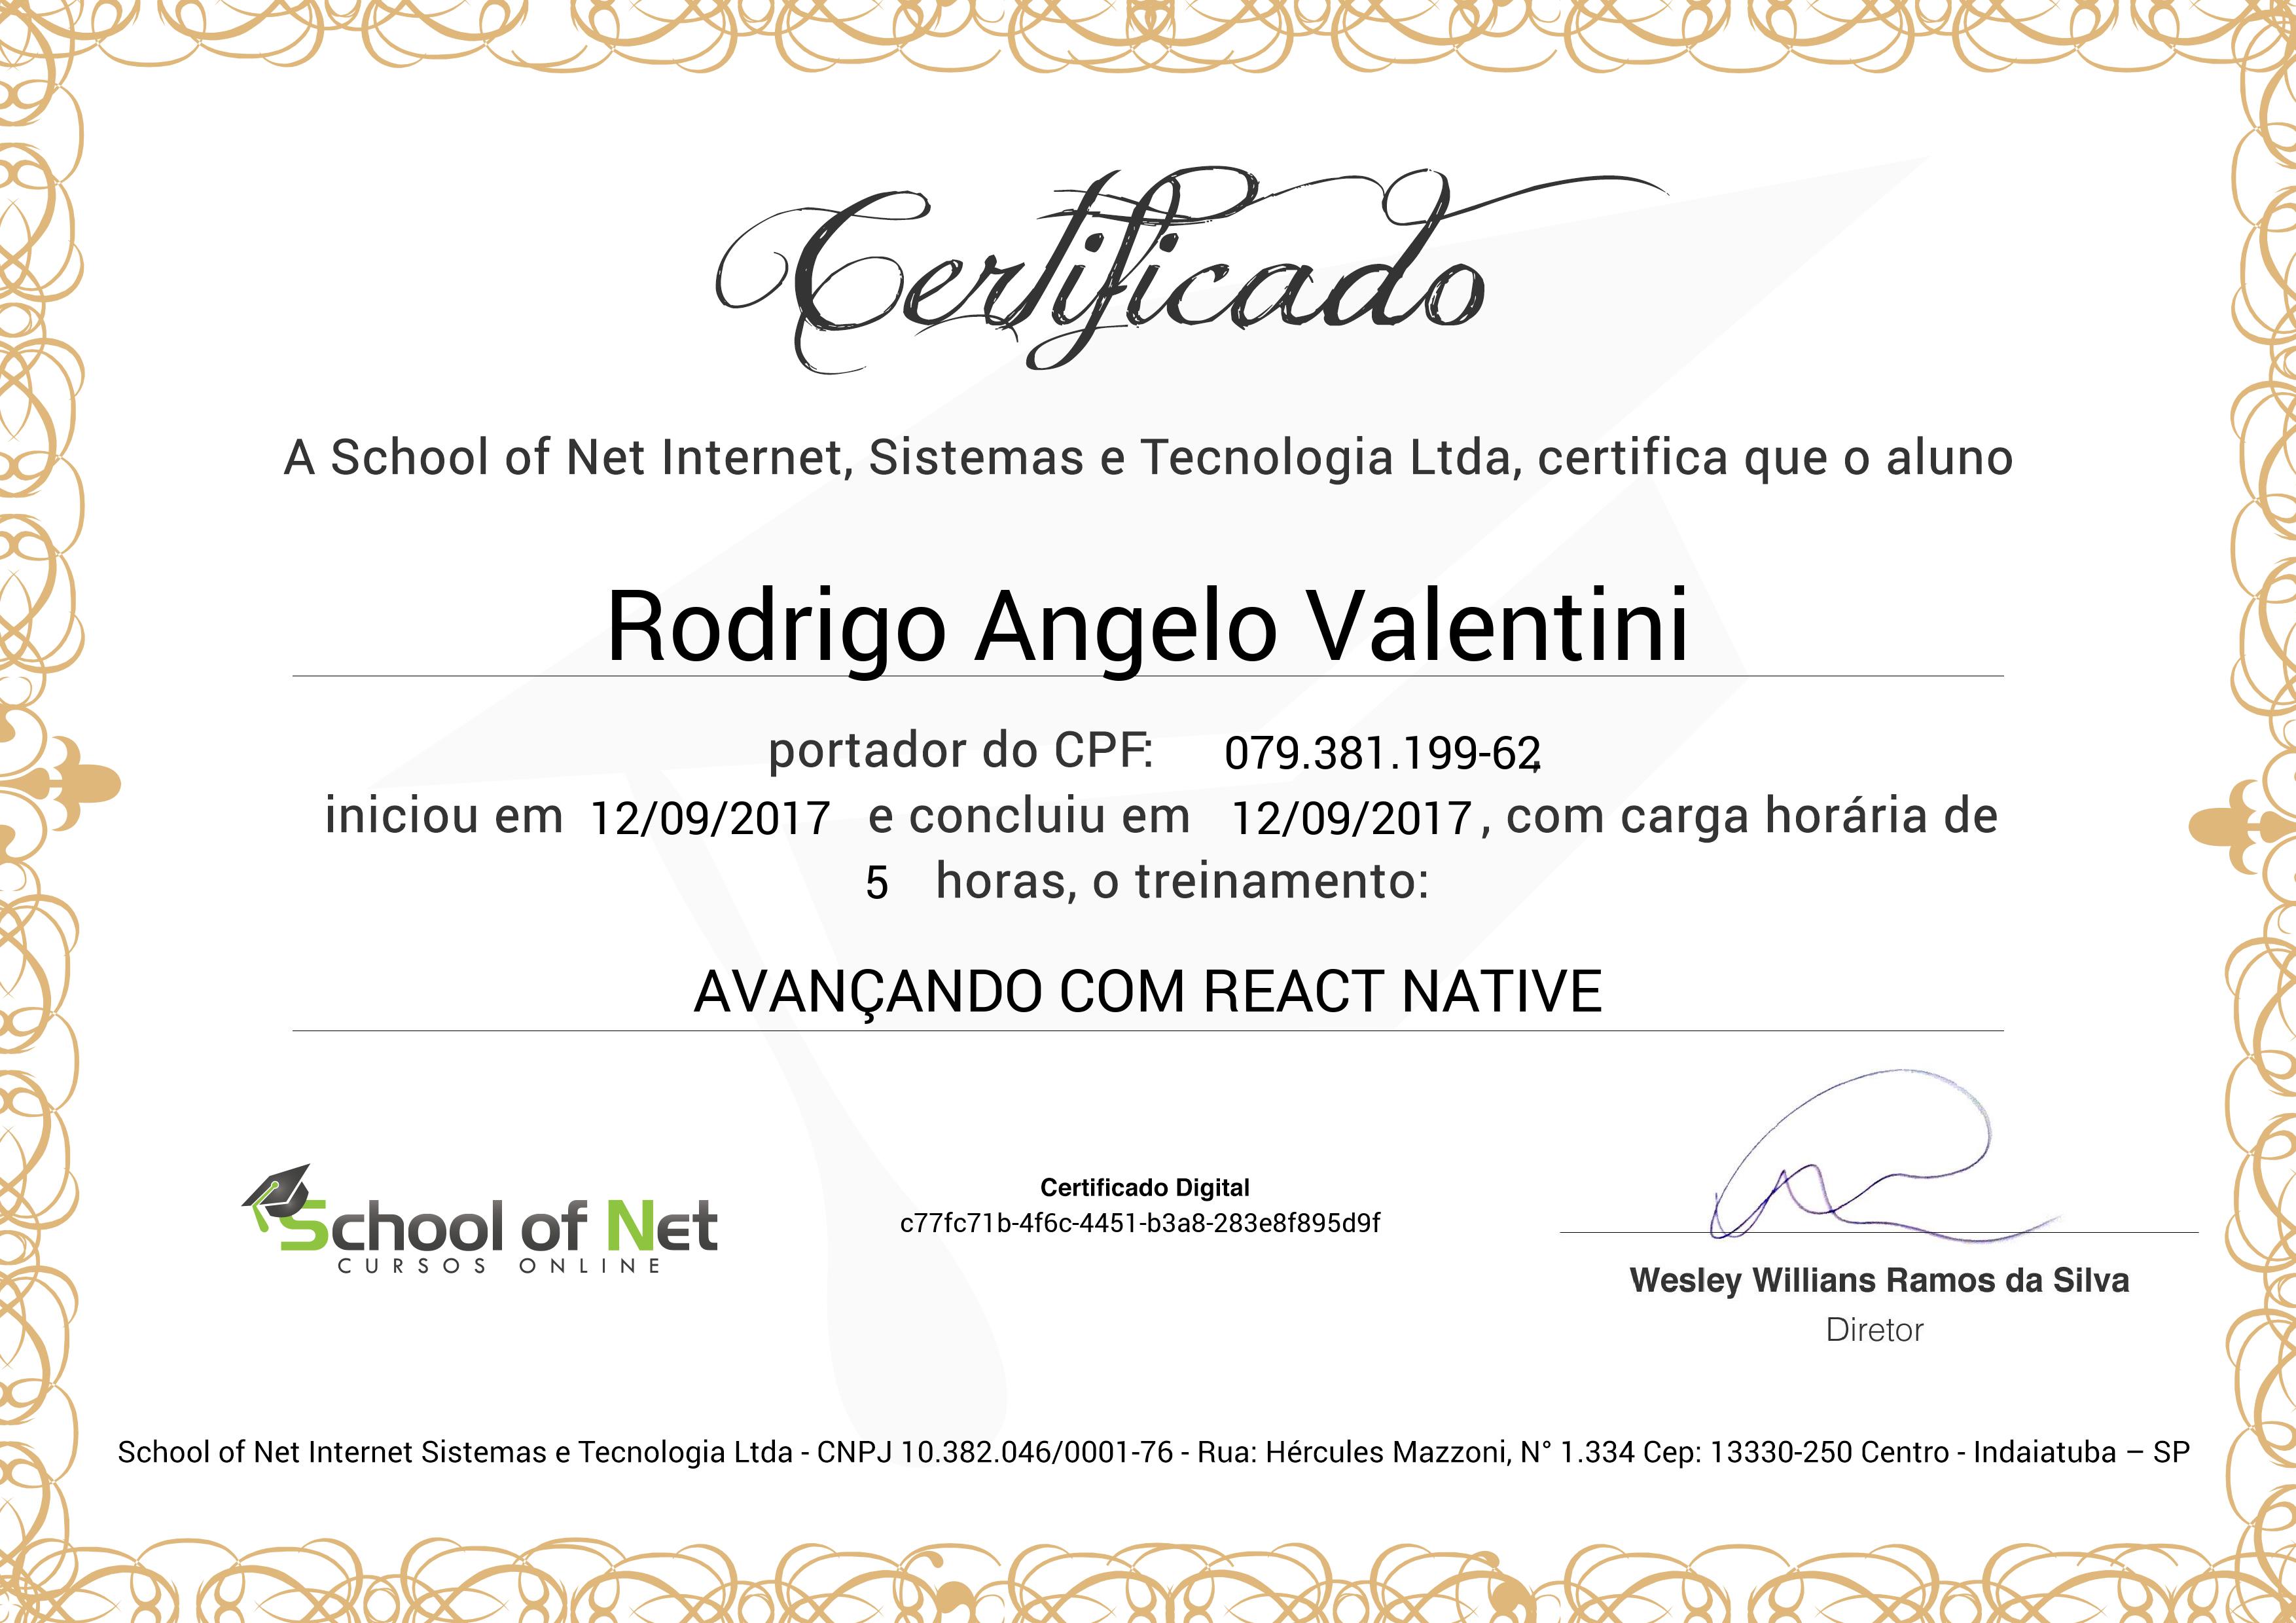 Certificado
A School of Net Internet, Sistemas e Tecnologia Ltda, certifica que o aluno
Rodrigo Angelo Valentini
portador do CPF: 079.381.199-62,
iniciou em 12/09/2017 e concluiu em 12/09/2017, com carga horária de
5 horas, o treinamento:
AVANÇANDO COM REACT NATIVE
School of Net
CURSOS ONLINE
Certificado Digital
c77fc71b-4f6c-4451-b3a8-283e8f895d9f
Wesley Willians Ramos da Silva
Diretor
School of Net Internet Sistemas e Tecnologia Ltda - CNPJ 10.382.046/0001-76 - Rua: Hércules Mazzoni, N° 1.334 Cep: 13330-250 Centro - Indaiatuba – SP